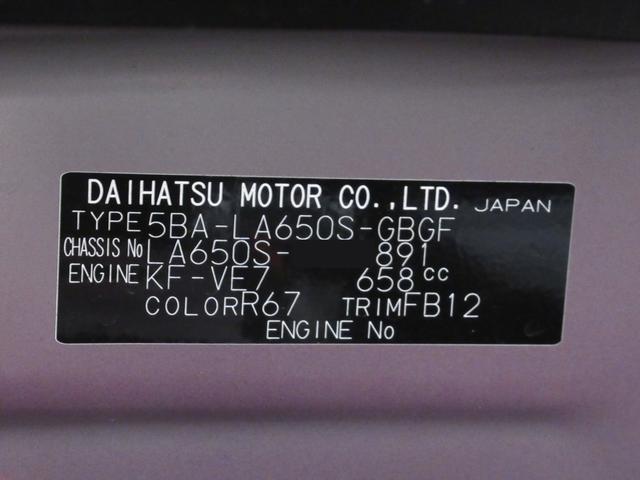 DAIHATSU MOTOR CO.,LTD. JAPAN
TYPE 5BA-LA650S-GBGF
CHASSIS No LA650S- 891
ENGINE KF-VE7 658cc
COLOR R67 TRIM FB12
ENGINE No